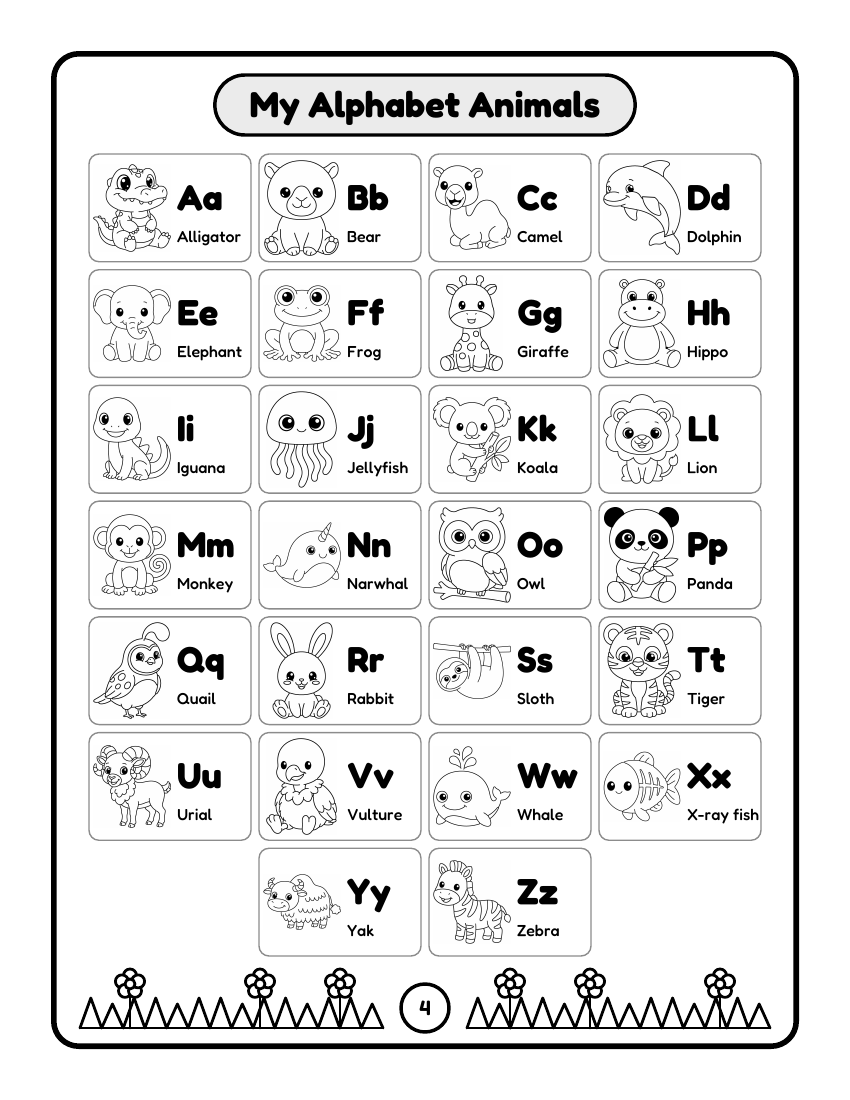 My Alphabet Animals
Aa
Alligator
Bb
Bear
Cc
Camel
Dd
Dolphin
Ee
Elephant
Ff
Frog
Gg
Giraffe
Hh
Hippo
Ii
Iguana
Jj
Jellyfish
Kk
Koala
Ll
Lion
Mm
Monkey
Nn
Narwhal
Oo
Owl
Pp
Panda
Qq
Quail
Rr
Rabbit
Ss
Sloth
Tt
Tiger
Uu
Urial
Vv
Vulture
Ww
Whale
Xx
X-ray fish
Yy
Yak
Zz
Zebra
4